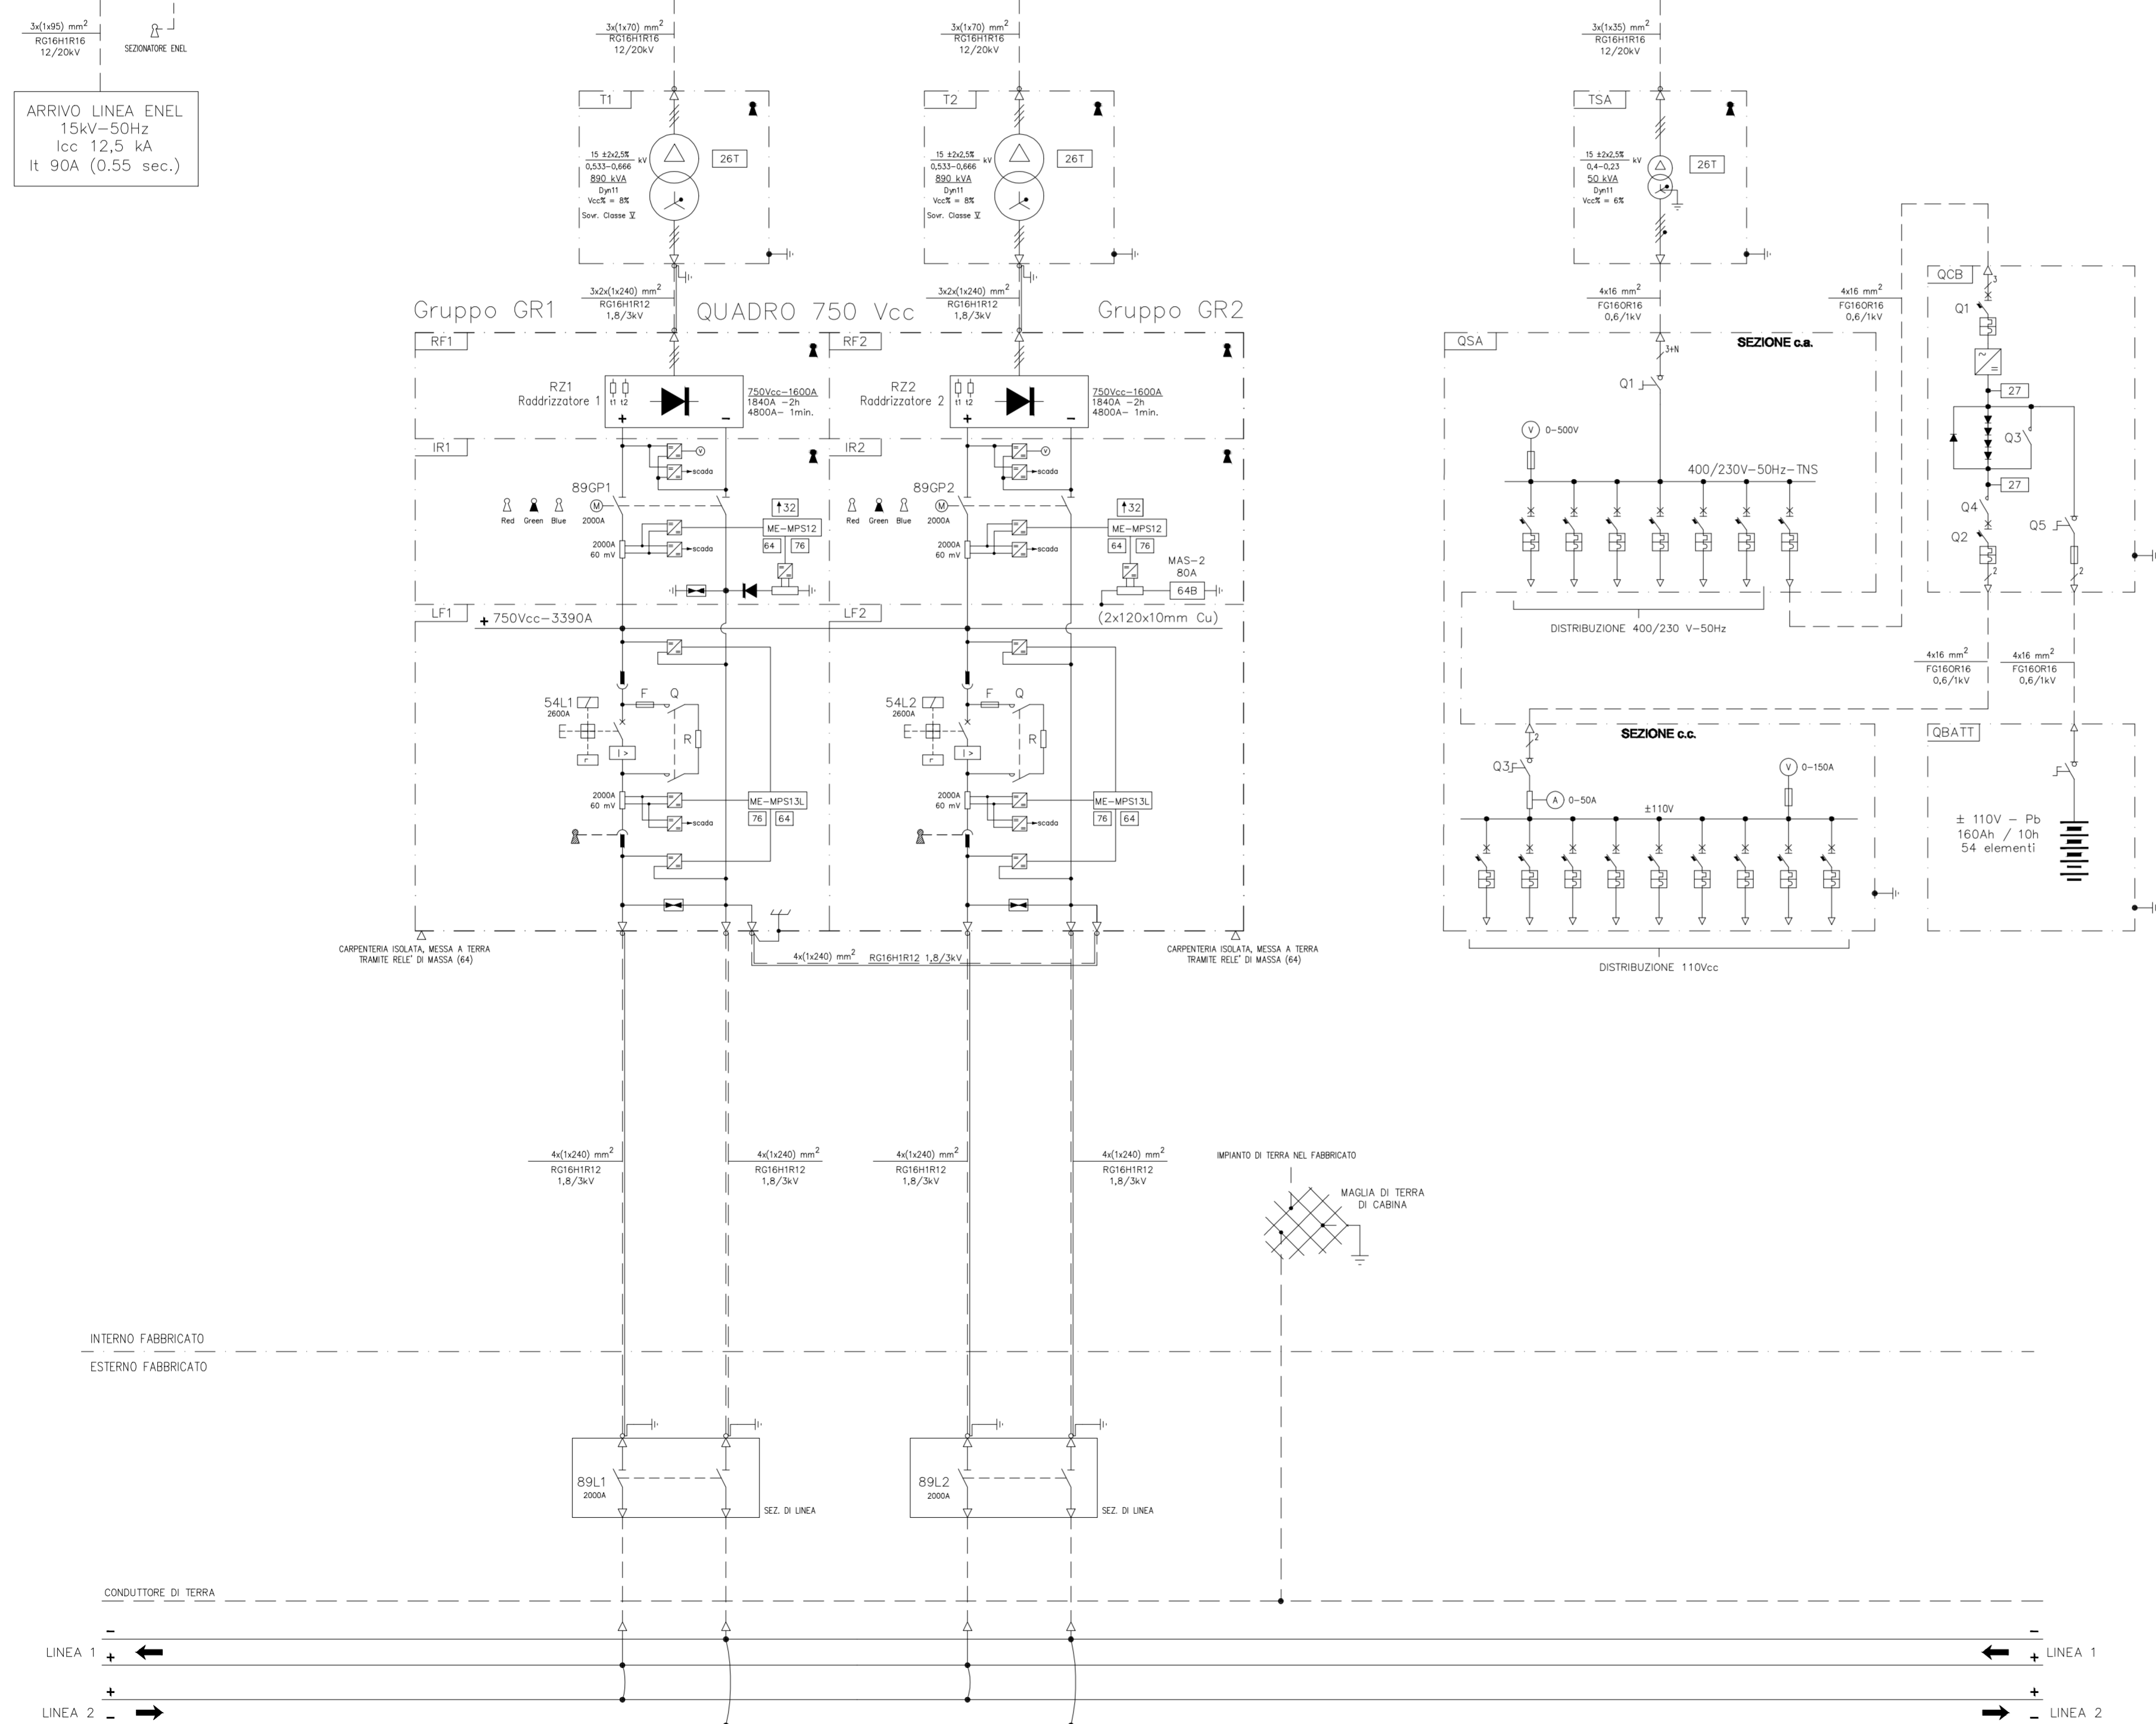 3x(1x95) mm2
RG16H1R16
12/20kV
SEZIONATORE ENEL
ARRIVO LINEA ENEL
15kV-50Hz
Icc 12,5 kA
It 90A (0.55 sec.)
3x(1x70) mm2
RG16H1R16
12/20kV
3x(1x70) mm2
RG16H1R16
12/20kV
3x(1x35) mm2
RG16H1R16
12/20kV
T1
15 ±2x2,5%
0,533-0,666
kV
890 kVA
Dyn11
Vcc% = 8%
Sovr. Classe V
26T
T2
15 ±2x2,5%
0,533-0,666
kV
890 kVA
Dyn11
Vcc% = 8%
Sovr. Classe V
26T
TSA
15 ±2x2,5%
0,4-0,23
kV
50 kVA
Dyn11
Vcc% = 6%
26T
3x2x(1x240) mm2
RG16H1R12
1,8/3kV
3x2x(1x240) mm2
RG16H1R12
1,8/3kV
Gruppo GR1
QUADRO 750 Vcc
Gruppo GR2
RF1
RZ1
Raddrizzatore 1
t1 t2
+ −
750Vcc-1600A
1840A -2h
4800A- 1min.
RF2
RZ2
Raddrizzatore 2
t1 t2
+ −
750Vcc-1600A
1840A -2h
4800A- 1min.
IR1
V
scada
89GP1
M
2000A
Red Green Blue
32
ME-MPS12
64 76
2000A
60 mV
scada
IR2
V
scada
89GP2
M
2000A
Red Green Blue
32
ME-MPS12
64 76
2000A
60 mV
scada
MAS-2
80A
64B
LF1
+ 750Vcc-3390A
LF2
(2x120x10mm Cu)
54L1
2600A
F Q
R
I >
r
2000A
60 mV
ME-MPS13L
76 64
scada
54L2
2600A
F Q
R
I >
r
2000A
60 mV
ME-MPS13L
76 64
scada
CARPENTERIA ISOLATA, MESSA A TERRA
TRAMITE RELE' DI MASSA (64)
4x(1x240) mm2 RG16H1R12 1,8/3kV
CARPENTERIA ISOLATA, MESSA A TERRA
TRAMITE RELE' DI MASSA (64)
4x16 mm2
FG16OR16
0,6/1kV
4x16 mm2
FG16OR16
0,6/1kV
QSA
SEZIONE c.a.
3+N
Q1
V 0-500V
400/230V-50Hz-TNS
DISTRIBUZIONE 400/230 V-50Hz
QCB
3
Q1
27
Q3
27
Q4
Q2
Q5
2
2
4x16 mm2
FG16OR16
0,6/1kV
4x16 mm2
FG16OR16
0,6/1kV
SEZIONE c.c.
2
Q3
A 0-50A
V 0-150A
±110V
DISTRIBUZIONE 110Vcc
QBATT
± 110V - Pb
160Ah / 10h
54 elementi
4x(1x240) mm2
RG16H1R12
1,8/3kV
4x(1x240) mm2
RG16H1R12
1,8/3kV
4x(1x240) mm2
RG16H1R12
1,8/3kV
4x(1x240) mm2
RG16H1R12
1,8/3kV
IMPIANTO DI TERRA NEL FABBRICATO
MAGLIA DI TERRA
DI CABINA
INTERNO FABBRICATO
ESTERNO FABBRICATO
89L1
2000A
SEZ. DI LINEA
89L2
2000A
SEZ. DI LINEA
CONDUTTORE DI TERRA
−
LINEA 1
+
−
+ LINEA 1
+
LINEA 2 −
+
− LINEA 2